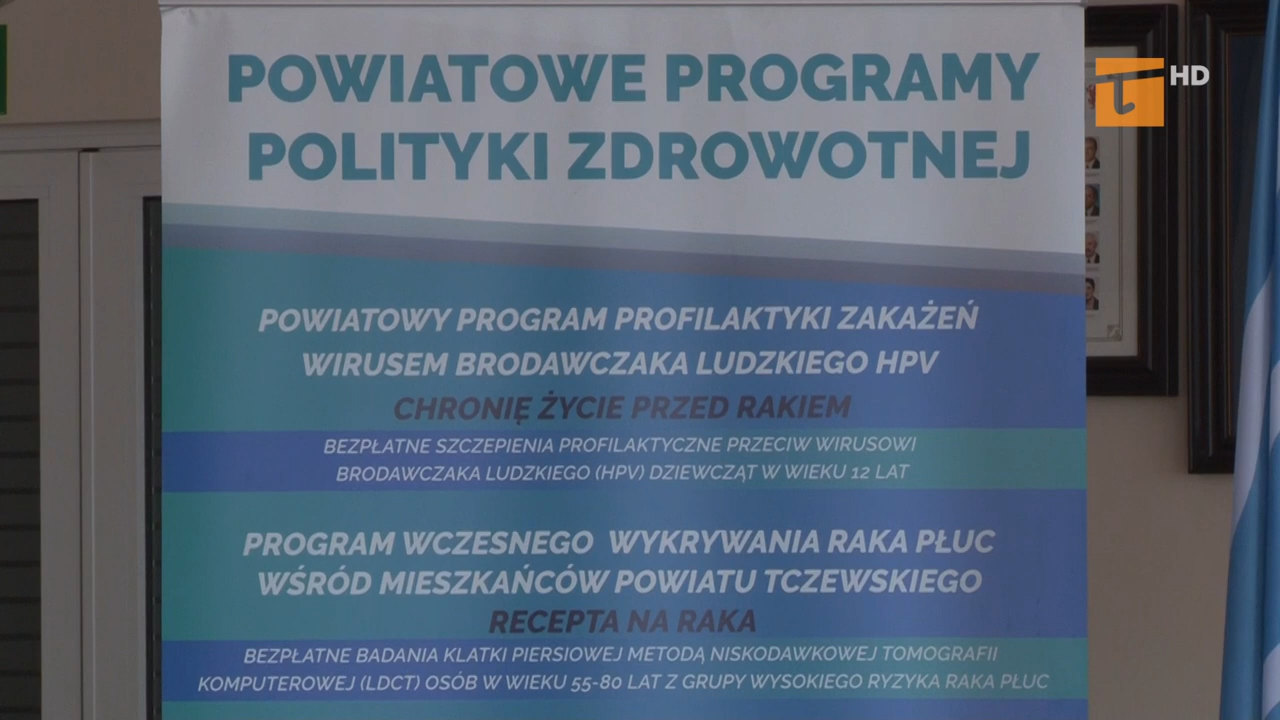 POWIATOWE PROGRAMY
POLITYKI ZDROWOTNEJ
HD
POWIATOWY PROGRAM PROFILAKTYKI ZAKAŻEŃ
WIRUSEM BRODAWCZAKA LUDZKIEGO HPV
CHRONIĘ ŻYCIE PRZED RAKIEM
BEZPŁATNE SZCZEPIENIA PROFILAKTYCZNE PRZECIW WIRUSOWI
BRODAWCZAKA LUDZKIEGO (HPV) DZIEWCZĄT W WIEKU 12 LAT
PROGRAM WCZESNEGO WYKRYWANIA RAKA PŁUC
WŚRÓD MIESZKAŃCÓW POWIATU TCZEWSKIEGO
RECEPTA NA RAKA
BEZPŁATNE BADANIA KLATKI PIERSIOWEJ METODĄ NISKODAWKOWEJ TOMOGRAFII
KOMPUTEROWEJ (LDCT) OSÓB W WIEKU 55-80 LAT Z GRUPY WYSOKIEGO RYZYKA RAKA PŁUC